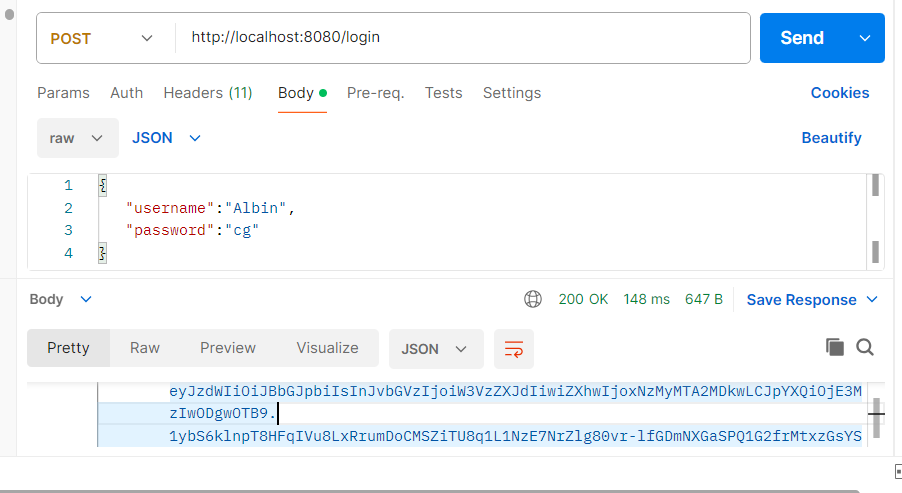 POST http://localhost:8080/login Send
Params Auth Headers (11) Body Pre-req. Tests Settings Cookies
raw JSON Beautify
1 {
2 "username":"Albin",
3 "password":"cg"
4 }
Body 200 OK 148 ms 647 B Save Response
Pretty Raw Preview Visualize JSON
eyJzdWIiOiJBbGJpbiIsInJvbGVzIjoiW3VzZXJdIiwiZXhwIjoxNzMyMTA2MDkwLCJpYXQiOjE3M
zIwODgwOTB9.
1ybS6klnpT8HFqIVu8LxRrumDoCMSZiTU8q1L1NzE7NrZlg80vr-lfGDmNXGaSPQ1G2frMtxzGsYS